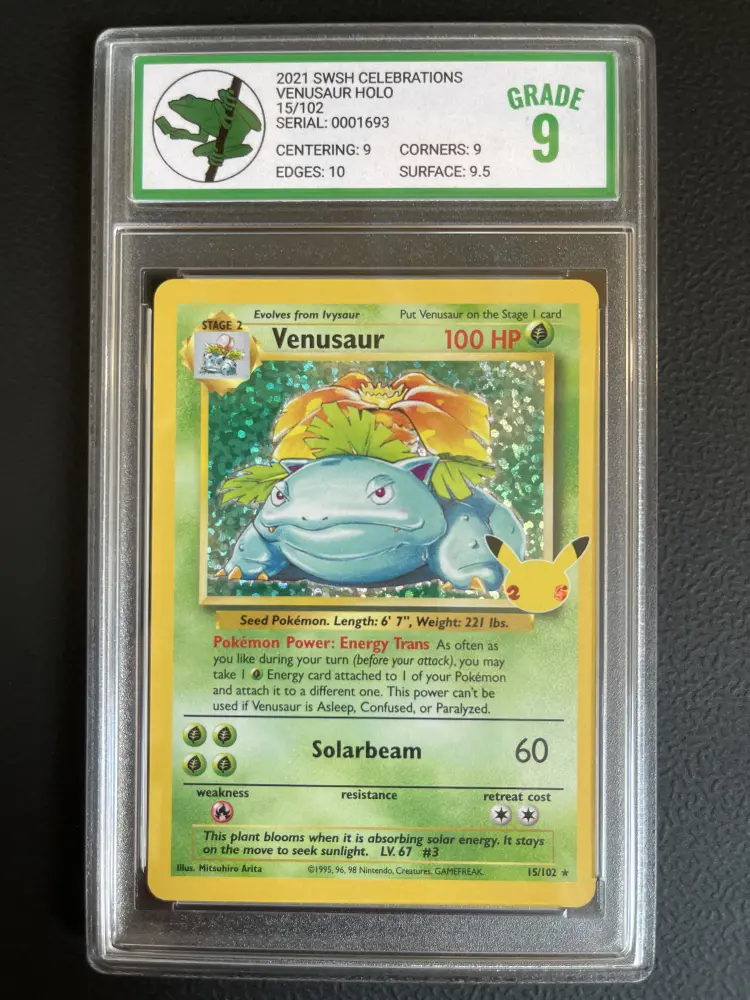 2021 SWSH CELEBRATIONS
VENUSAUR HOLO
15/102
SERIAL: 0001693
CENTERING: 9 CORNERS: 9
EDGES: 10 SURFACE: 9.5
GRADE
9
Evolves from Ivysaur Put Venusaur on the Stage 1 card
STAGE 2
Venusaur 100 HP
2 5
Seed Pokémon. Length: 6' 7", Weight: 221 lbs.
Pokémon Power: Energy Trans As often as
you like during your turn (before your attack), you may
take 1 Energy card attached to 1 of your Pokémon
and attach it to a different one. This power can't be
used if Venusaur is Asleep, Confused, or Paralyzed.
Solarbeam 60
weakness resistance retreat cost
This plant blooms when it is absorbing solar energy. It stays
on the move to seek sunlight. LV. 67 #3
Illus. Mitsuhiro Arita ©1995, 96, 98 Nintendo, Creatures, GAMEFREAK. 15/102 ★